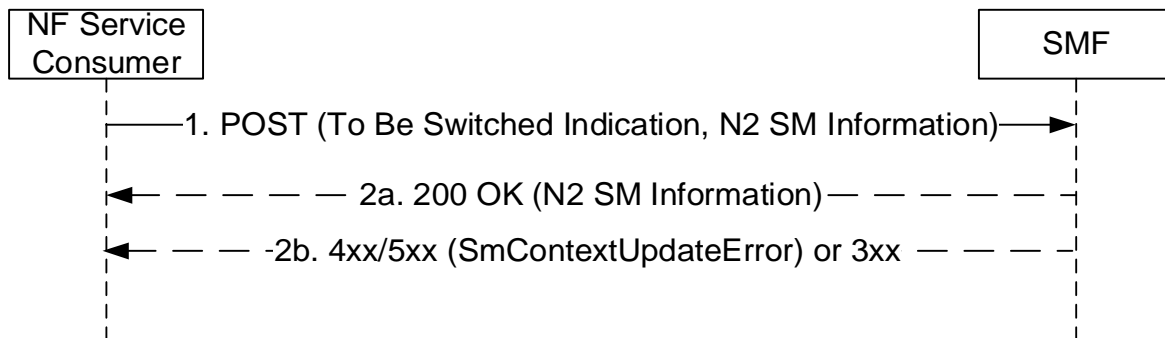 NF Service
Consumer
SMF
1. POST (To Be Switched Indication, N2 SM Information)
2a. 200 OK (N2 SM Information)
2b. 4xx/5xx (SmContextUpdateError) or 3xx